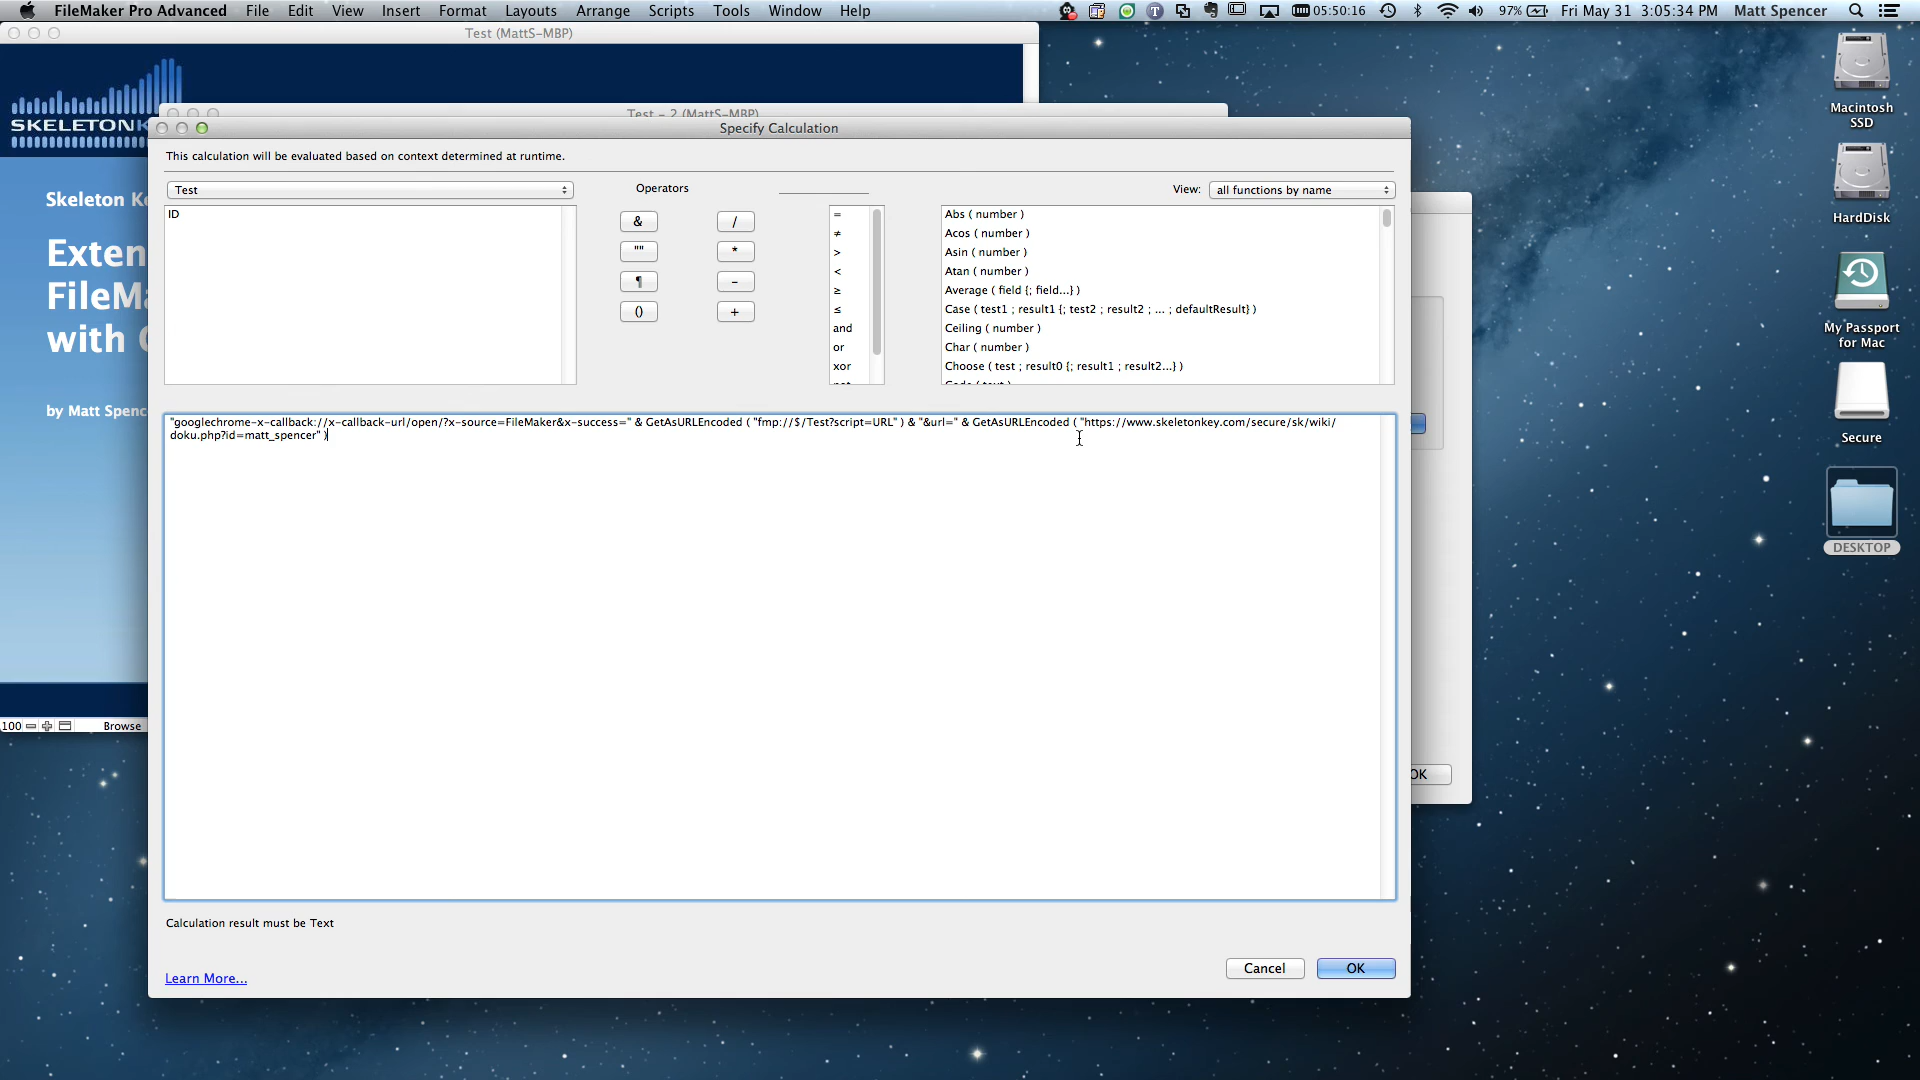 FileMaker Pro Advanced File Edit View Insert Format Layouts Arrange Scripts Tools Window Help 05:50:16 97% Fri May 31 3:05:34 PM Matt Spencer
Test (MattS-MBP)
SKELETONK
Test - 2 (MattS-MBP)
Specify Calculation
This calculation will be evaluated based on context determined at runtime.
Test
Operators
View: all functions by name
ID
& /
"" *
¶ -
() +
=
≠
>
<
≥
≤
and
or
xor
Abs ( number )
Acos ( number )
Asin ( number )
Atan ( number )
Average ( field {; field...} )
Case ( test1 ; result1 {; test2 ; result2 ; ... ; defaultResult} )
Ceiling ( number )
Char ( number )
Choose ( test ; result0 {; result1 ; result2...} )
"googlechrome-x-callback://x-callback-url/open/?x-source=FileMaker&x-success=" & GetAsURLEncoded ( "fmp://$/Test?script=URL" ) & "&url=" & GetAsURLEncoded ( "https://www.skeletonkey.com/secure/sk/wiki/
doku.php?id=matt_spencer" )
Calculation result must be Text
Learn More...
Cancel OK
Skeleton Ke
Exten
FileMa
with
by Matt Spenc
100 Browse
OK
Macintosh
SSD
HardDisk
My Passport
for Mac
Secure
DESKTOP